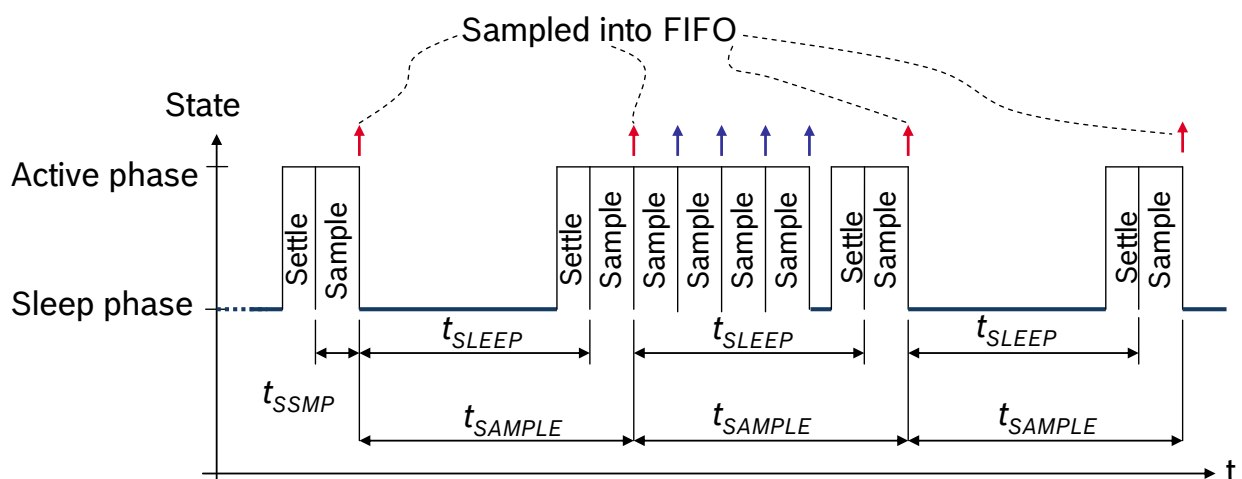 Sampled into FIFO
State
Active phase
Settle
Sample
Settle
Sample
Sample
Sample
Sample
Sample
Settle
Sample
Settle
Sample
Sleep phase
tSLEEP
tSLEEP
tSLEEP
tSSMP
tSAMPLE
tSAMPLE
tSAMPLE
t